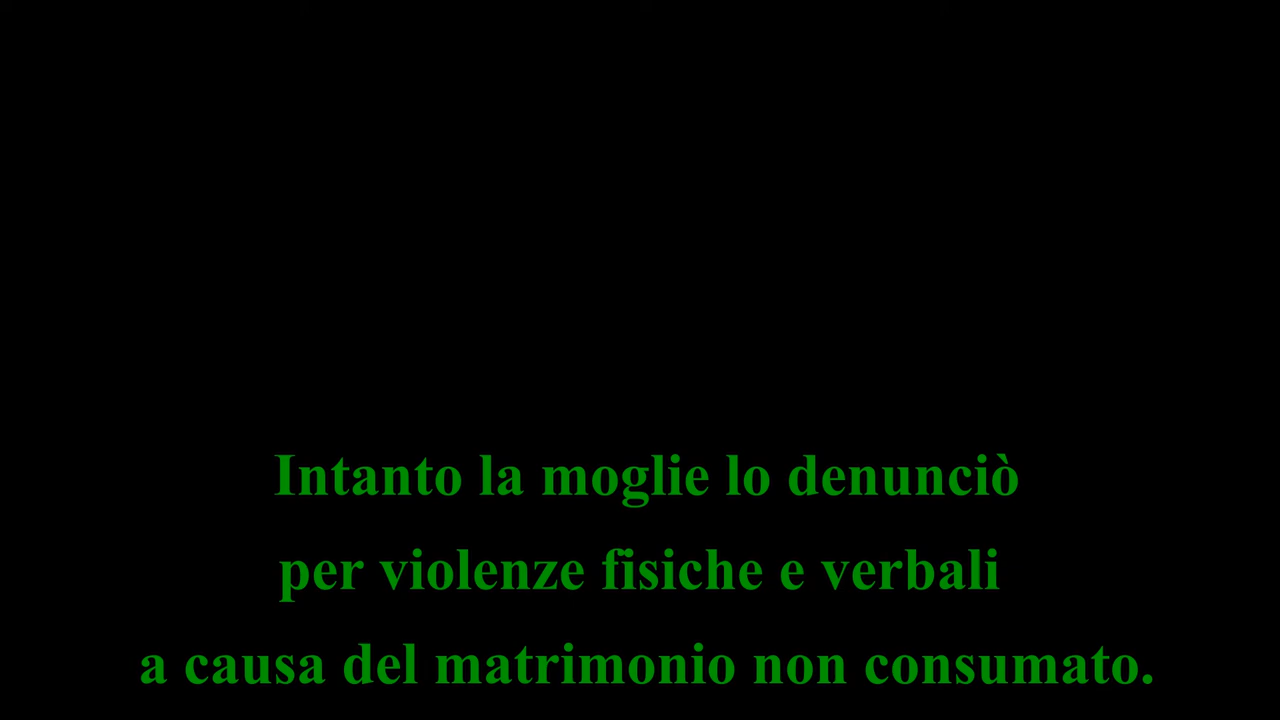 Intanto la moglie lo denunciò
per violenze fisiche e verbali
a causa del matrimonio non consumato.